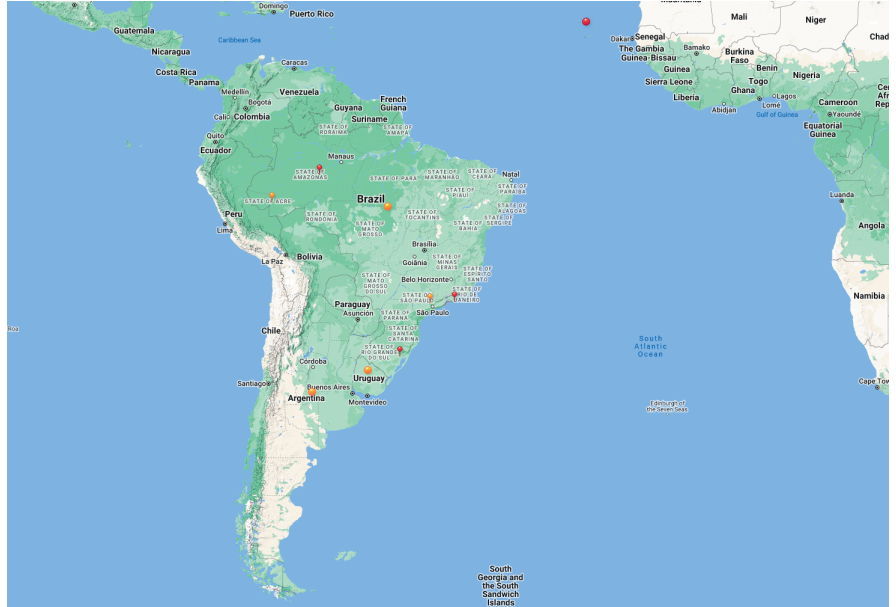 Domingo
Puerto Rico
Mali
Niger
Guatemala
Caribbean Sea
Dakar
Senegal
Bamako
Chad
The Gambia
Guinea-Bissau
Burkina
Faso
Nicaragua
Guinea
Benin
Costa Rica
Caracas
Togo
Nigeria
Panama
Sierra Leone
Ghana
Medellín
Venezuela
Liberia
Lomé
Lagos
Cameroon
Bogotá
Guyana
French
Guiana
Abidjan
Gulf of Guinea
Yaoundé
Cali
Colombia
Suriname
Equatorial
Guinea
Quito
STATE OF
RORAIMA
STATE OF
AMAPÁ
Ecuador
Manaus
STATE OF
AMAZONAS
STATE OF PARÁ
STATE OF
MARANHÃO
STATE OF
CEARÁ
Natal
STATE OF
PARAÍBA
STATE OF
PIAUÍ
STATE OF ACRE
Brazil
Luanda
Peru
STATE OF
RONDÔNIA
STATE OF
TOCANTINS
STATE OF
ALAGOAS
STATE OF
SERGIPE
STATE OF
BAHIA
STATE OF
MATO
GROSSO
Angola
Lima
La Paz
Bolivia
Brasília
Goiânia
STATE OF
MINAS
GERAIS
STATE OF
ESPÍRITO
SANTO
Belo Horizonte
STATE OF
MATO
GROSSO
DO SUL
STATE OF
SÃO PAULO
STATE OF
RIO DE
JANEIRO
Namibia
Paraguay
Asunción
São Paulo
STATE OF
PARANÁ
Roa
Chile
STATE OF
SANTA
CATARINA
STATE OF
RIO GRANDE
DO SUL
South
Atlantic
Ocean
Córdoba
Santiago
Uruguay
Buenos Aires
Argentina
Montevideo
Cape Tow
Edinburgh of
the Seven Seas
South
Georgia and
the South
Sandwich
Islands